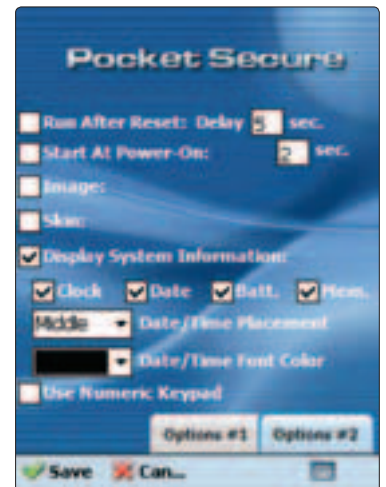 Pocket Secure
Run After Reset: Delay 5 sec.
Start At Power-On: 2 sec.
Image:
Skin:
Display System Information:
Clock Date Batt. Mem.
Middle Date/Time Placement
Date/Time Font Color
Use Numeric Keypad
Options #1 Options #2
Save Can...